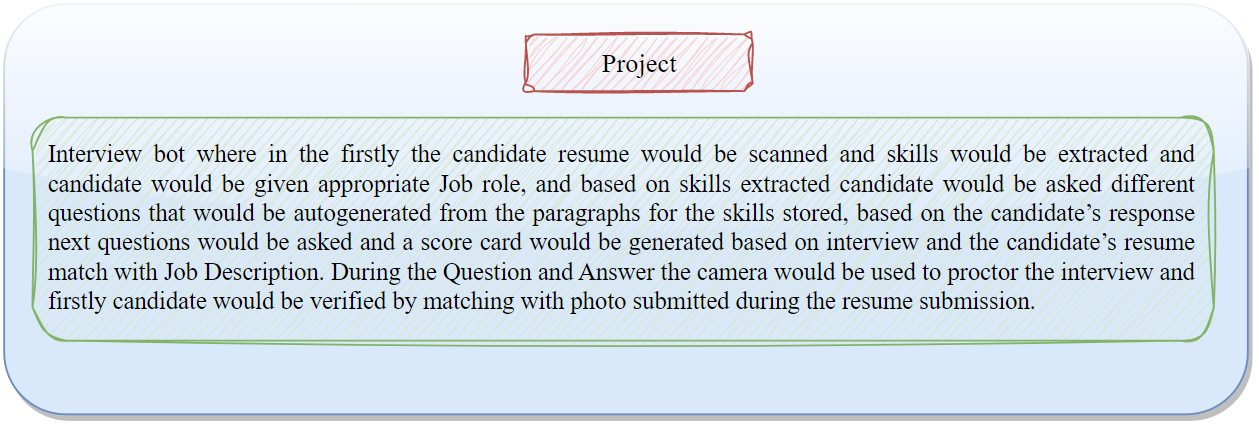 Project
Interview bot where in the firstly the candidate resume would be scanned and skills would be extracted and
candidate would be given appropriate Job role, and based on skills extracted candidate would be asked different
questions that would be autogenerated from the paragraphs for the skills stored, based on the candidate’s response
next questions would be asked and a score card would be generated based on interview and the candidate’s resume
match with Job Description. During the Question and Answer the camera would be used to proctor the interview and
firstly candidate would be verified by matching with photo submitted during the resume submission.